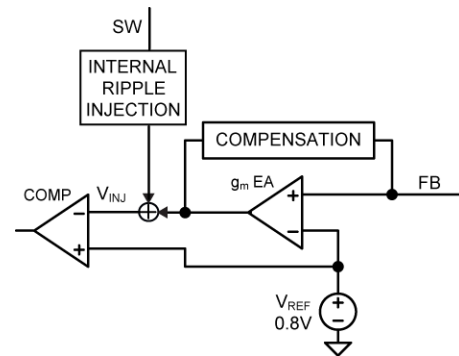 SW
INTERNAL
RIPPLE
INJECTION
COMPENSATION
COMP
VINJ
gm EA
FB
−
+
+
−
VREF
0.8V
+
−